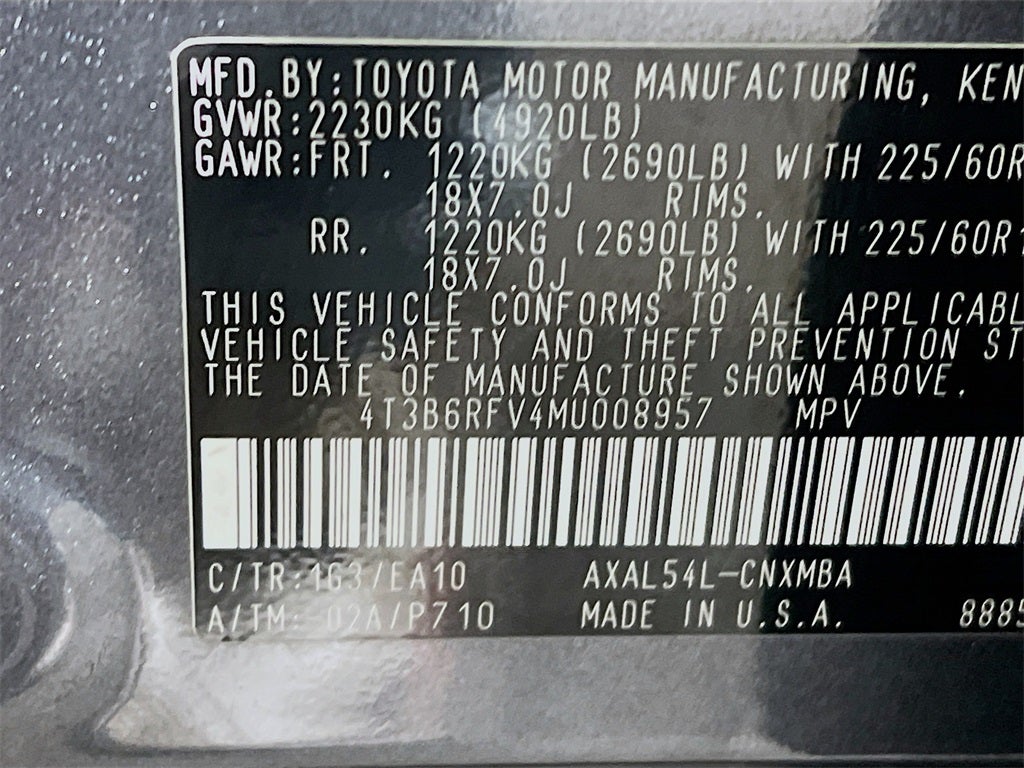 MFD.BY:TOYOTA MOTOR MANUFACTURING, KEN
GVWR:2230KG (4920LB)
GAWR:FRT. 1220KG (2690LB) WITH 225/60R
18X7.0J RIMS.
RR. 1220KG (2690LB) WITH 225/60R1
18X7.0J RIMS.
THIS VEHICLE CONFORMS TO ALL APPLICABL
VEHICLE SAFETY AND THEFT PREVENTION ST
THE DATE OF MANUFACTURE SHOWN ABOVE.
4T3B6RFV4MU008957 MPV
C/TR:1G3/EA10 AXAL54L-CNXMBA
A/TM: 02A/P710 MADE IN U.S.A. 8885